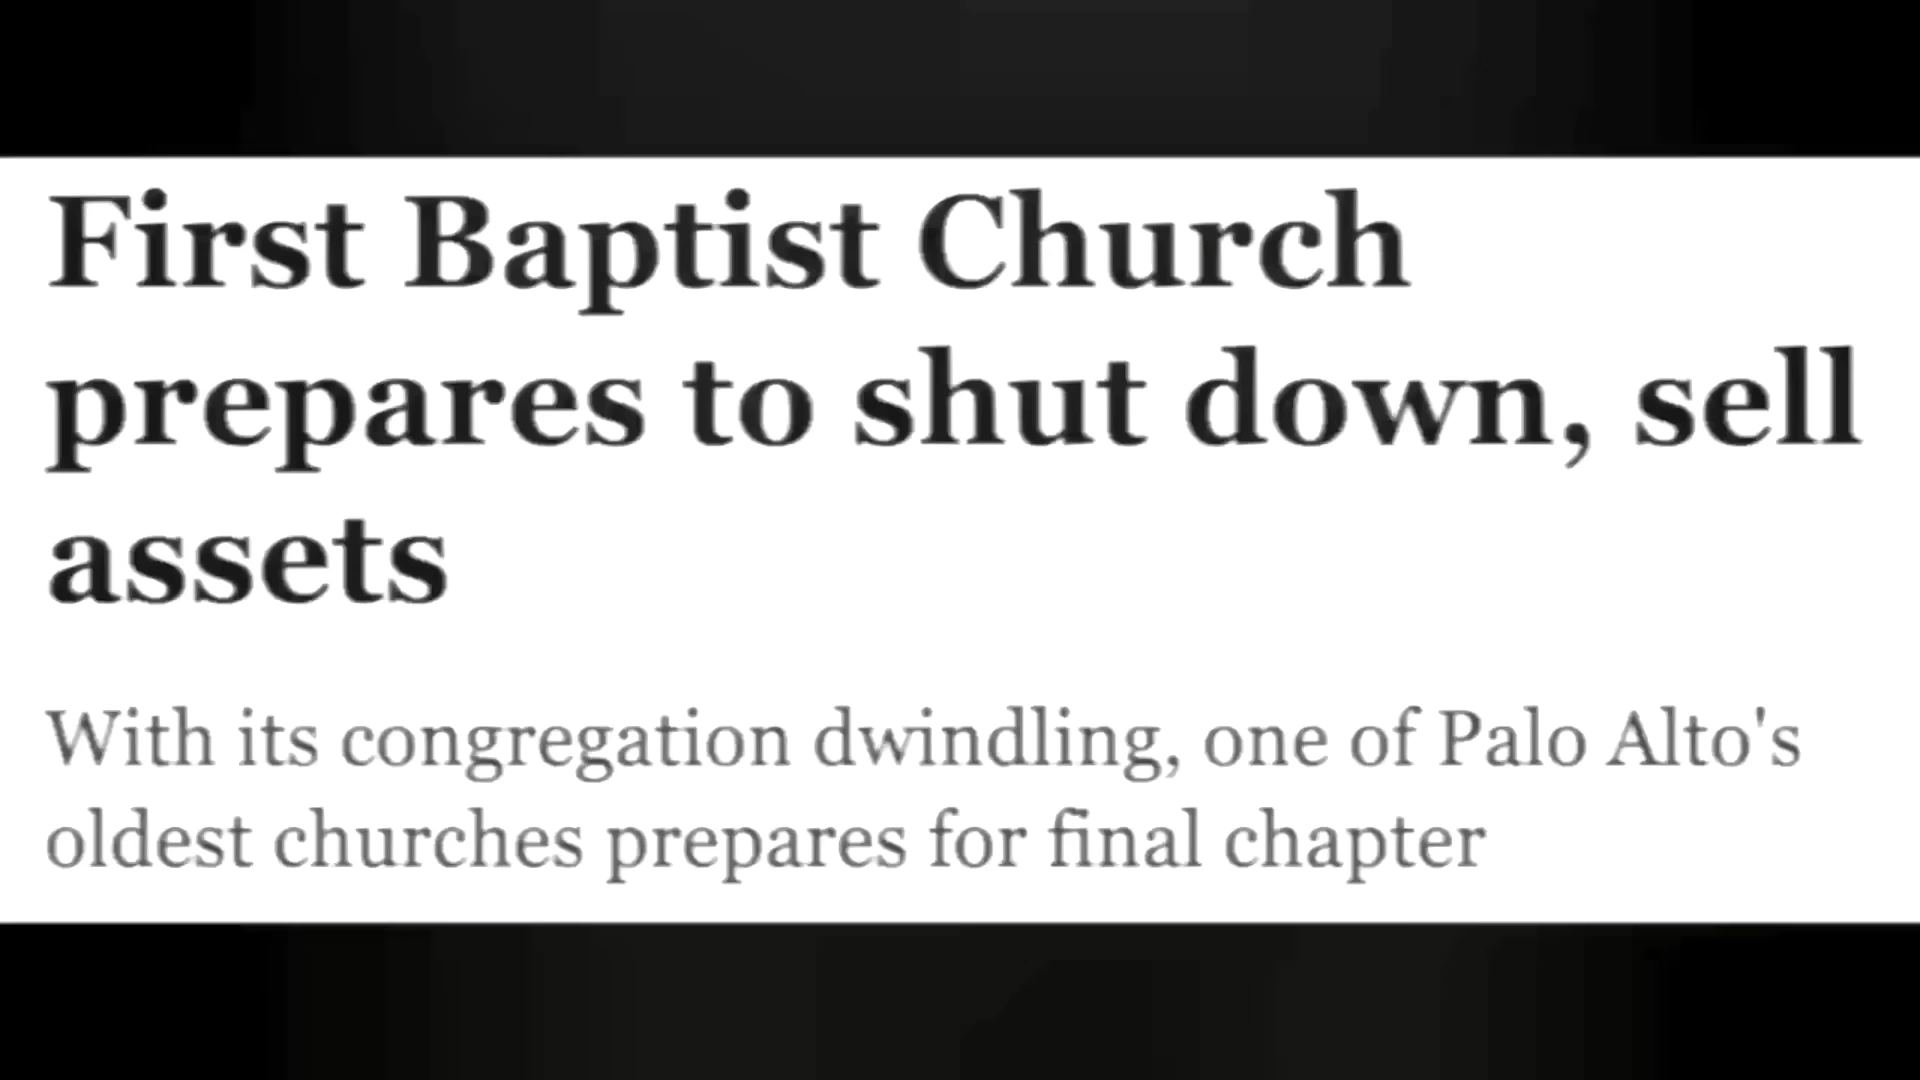 First Baptist Church
prepares to shut down, sell
assets
With its congregation dwindling, one of Palo Alto's
oldest churches prepares for final chapter